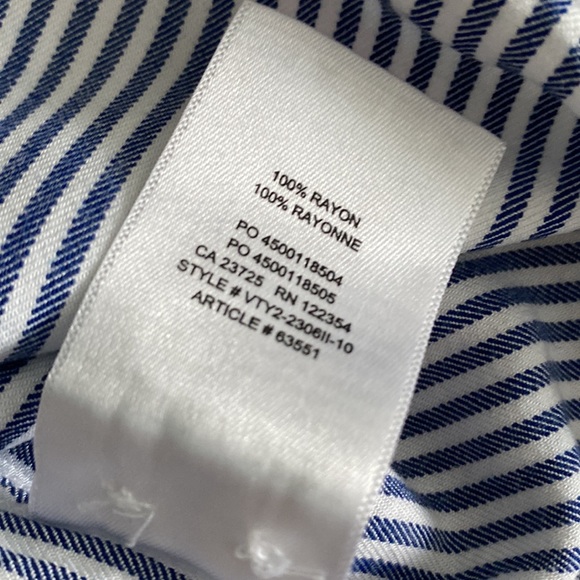 100% RAYON
100% RAYONNE
PO 4500118504
PO 4500118505
CA 23725 RN 122354
STYLE # VTY2-2306II-10
ARTICLE # 63551